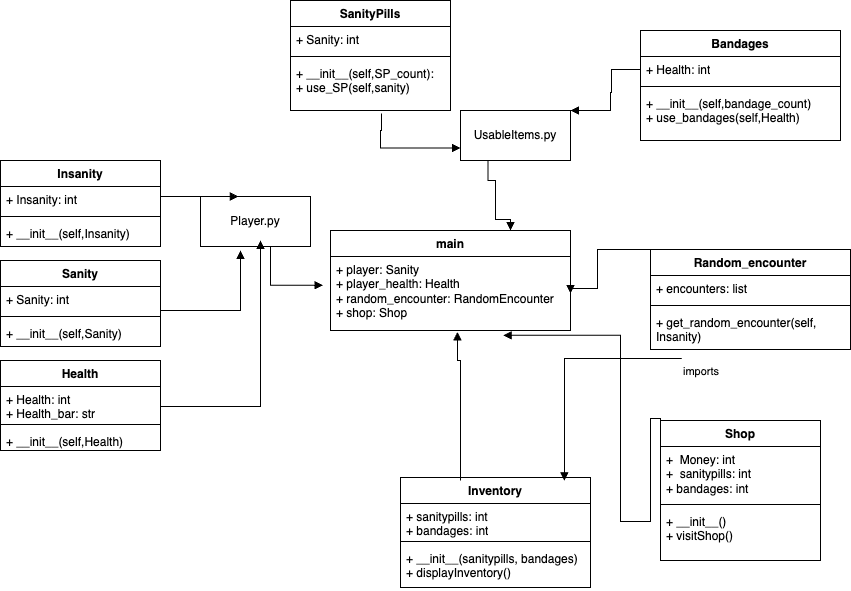 SanityPills
+ Sanity: int
+ __init__(self,SP_count):
+ use_SP(self,sanity)
Bandages
+ Health: int
+ __init__(self,bandage_count)
+ use_bandages(self,Health)
UsableItems.py
Insanity
+ Insanity: int
+ __init__(self,Insanity)
Player.py
Sanity
+ Sanity: int
+ __init__(self,Sanity)
Health
+ Health: int
+ Health_bar: str
+ __init__(self,Health)
main
+ player: Sanity
+ player_health: Health
+ random_encounter: RandomEncounter
+ shop: Shop
Random_encounter
+ encounters: list
+ get_random_encounter(self,
Insanity)
imports
Inventory
+ sanitypills: int
+ bandages: int
+ __init__(sanitypills, bandages)
+ displayInventory()
Shop
+  Money: int
+  sanitypills: int
+ bandages: int
+ __init__()
+ visitShop()